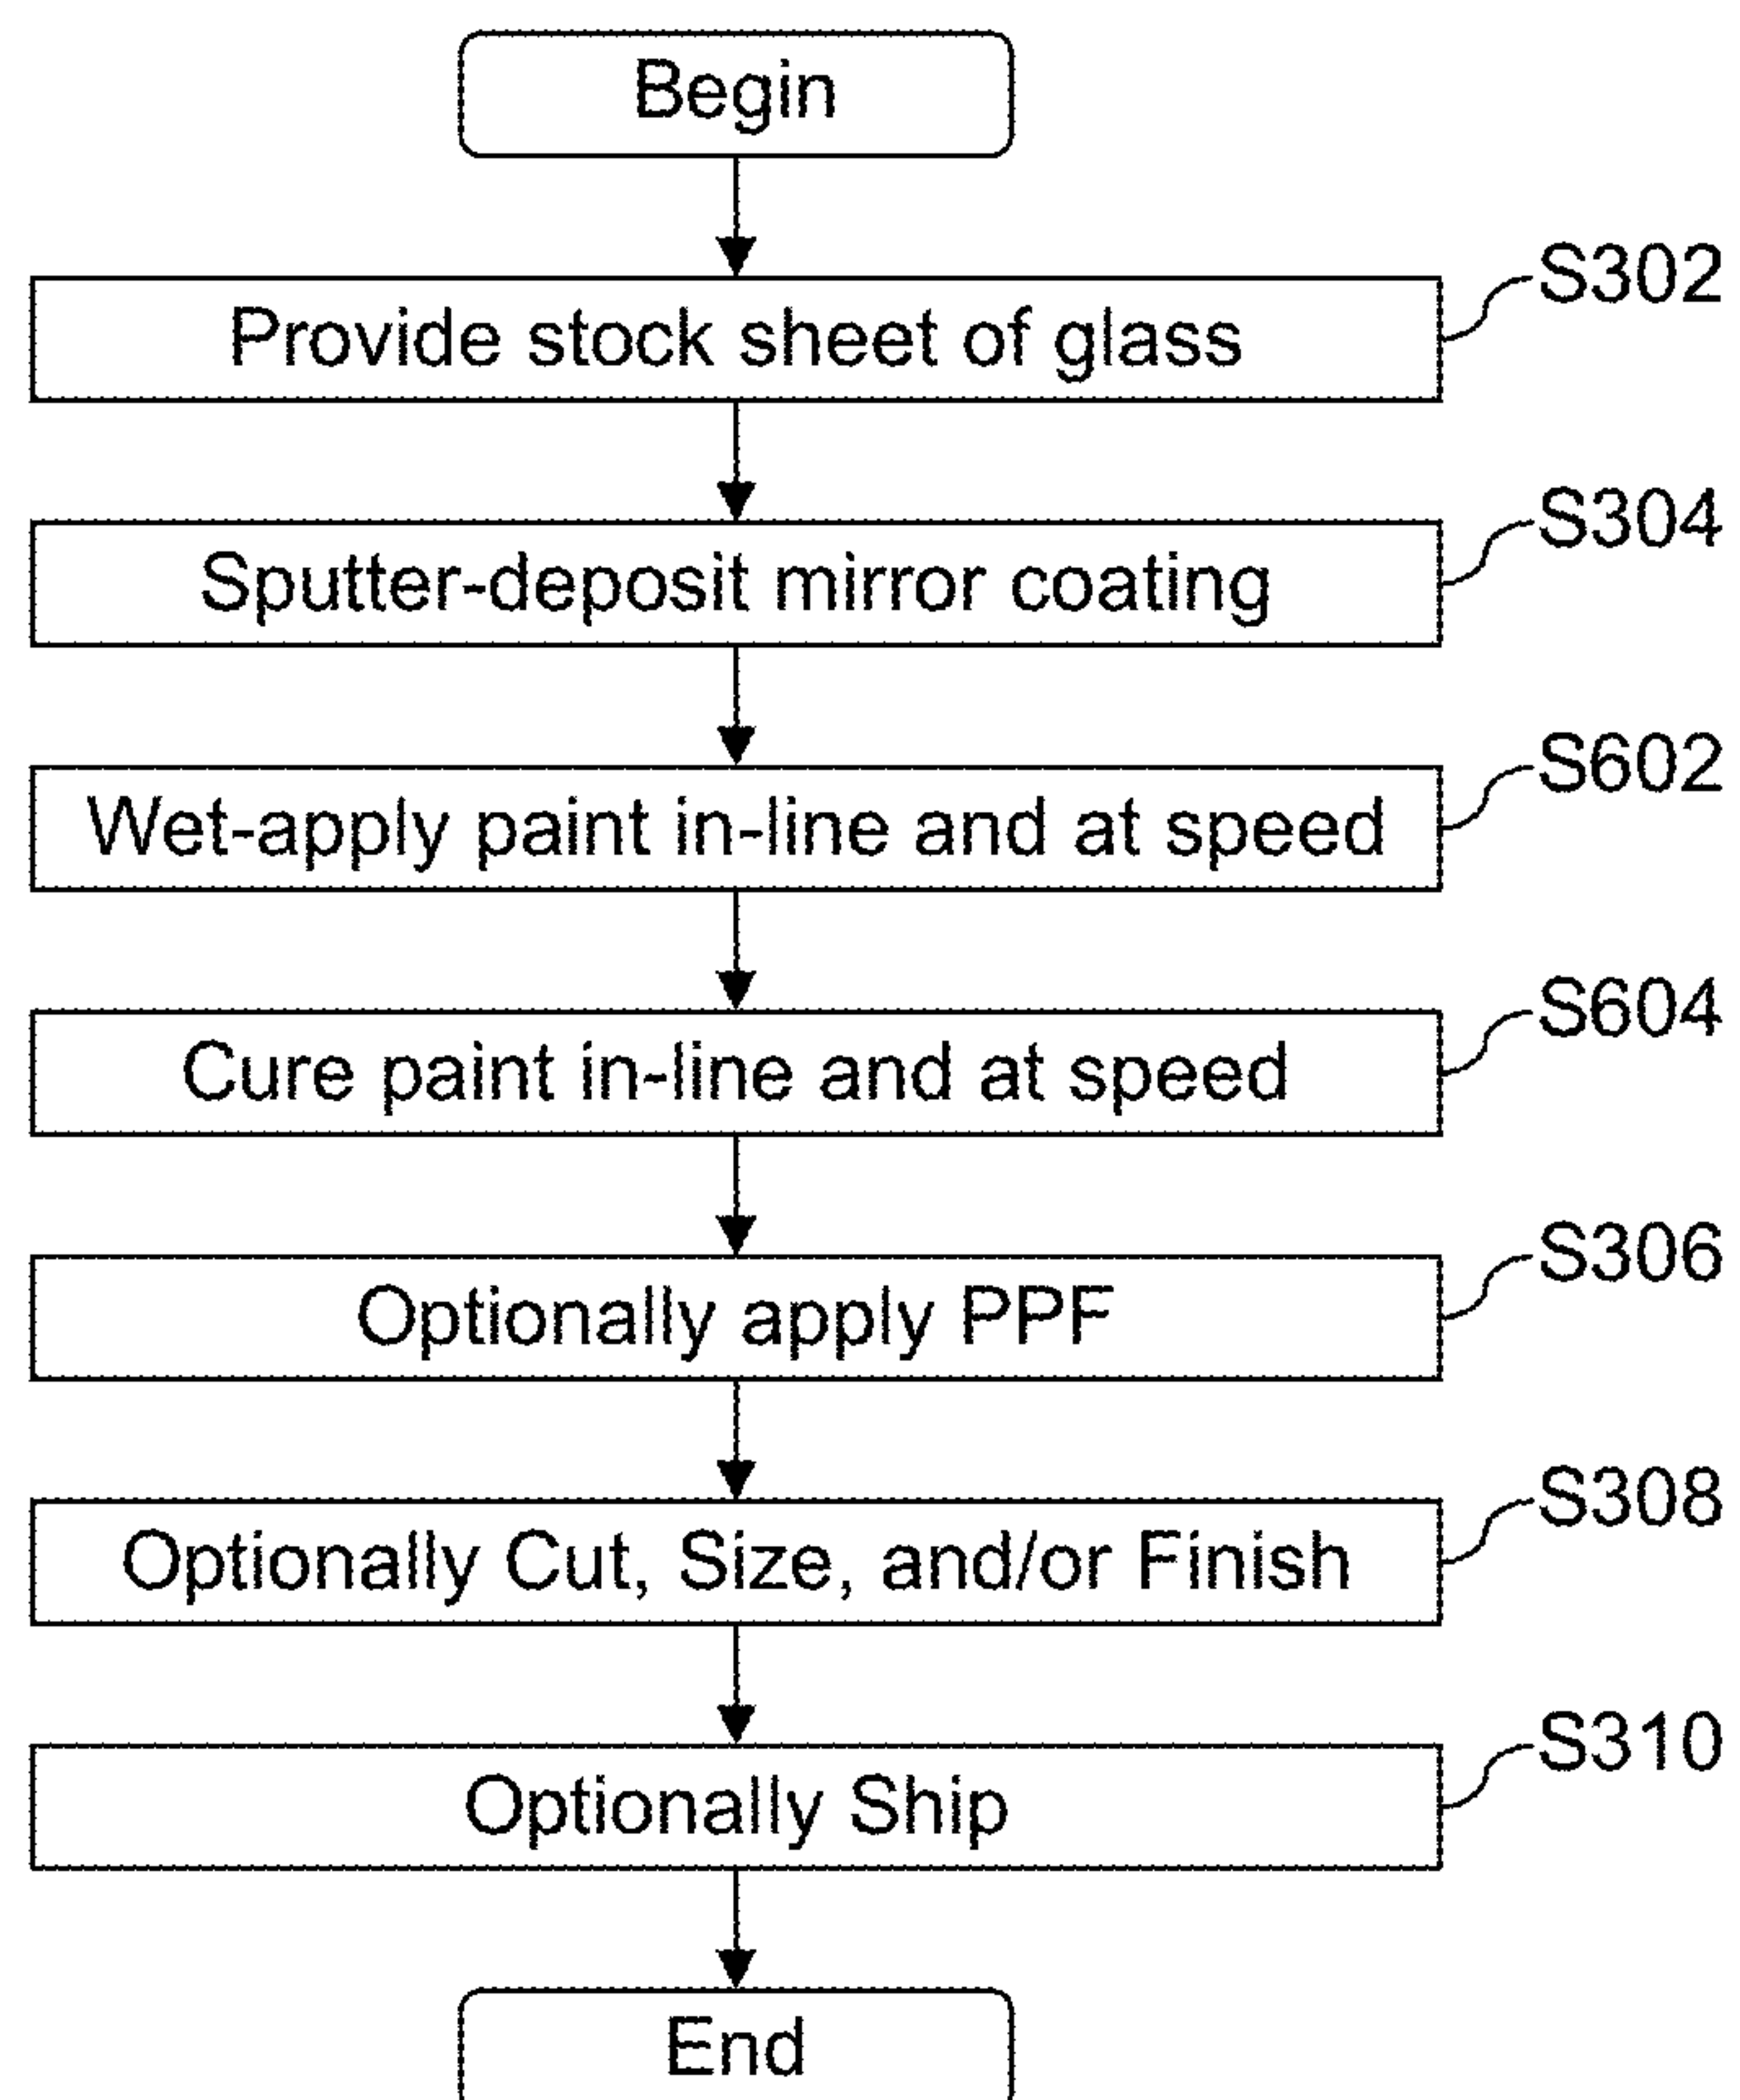 Begin
S302
Provide stock sheet of glass
S304
Sputter-deposit mirror coating
S602
Wet-apply paint in-line and at speed
S604
Cure paint in-line and at speed
S306
Optionally apply PPF
S308
Optionally Cut, Size, and/or Finish
S310
Optionally Ship
End